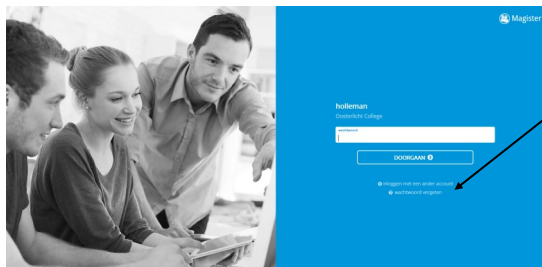 Magister
holleman
Oosterlicht College
wachtwoord
DOORGAAN
Inloggen met een ander account
wachtwoord vergeten